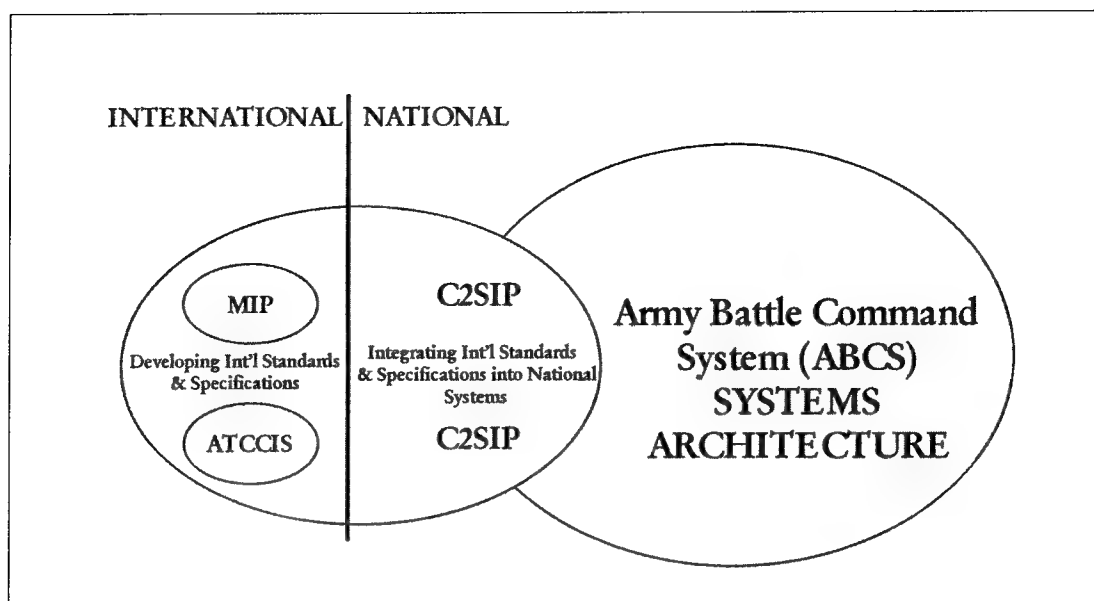 INTERNATIONAL
NATIONAL
MIP
Developing Int'l Standards
& Specifications
ATCCIS
C2SIP
Integrating Int'l Standards
& Specifications into National
Systems
C2SIP
Army Battle Command
System (ABCS)
SYSTEMS
ARCHITECTURE